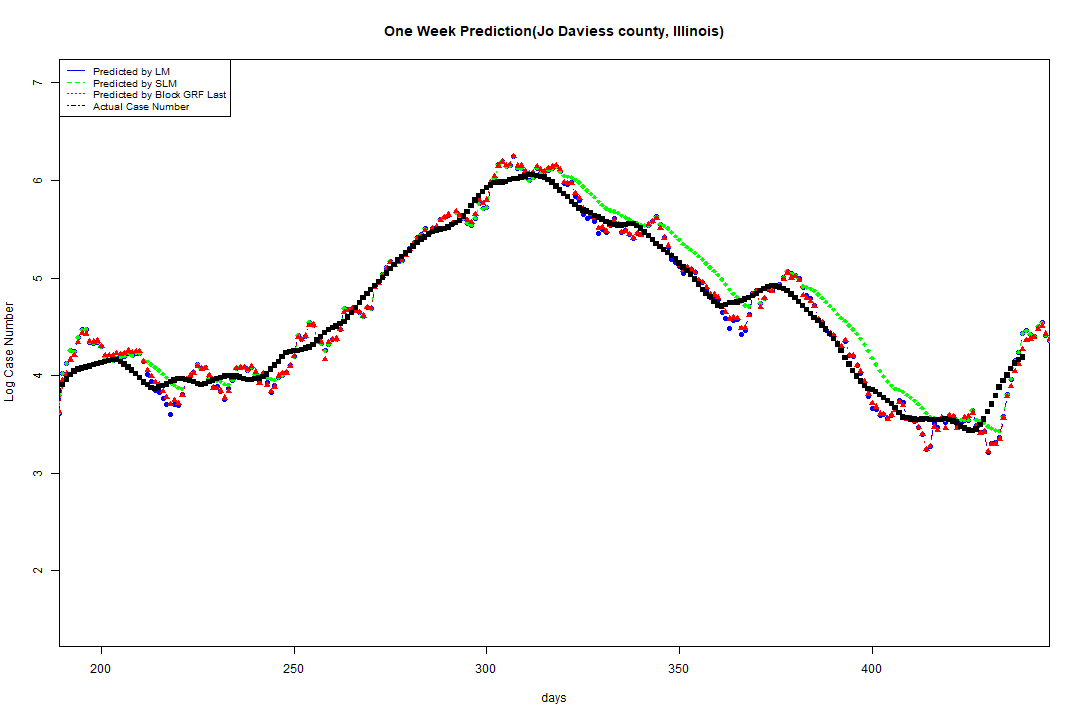 One Week Prediction(Jo Daviess county, Illinois)
Predicted by LM
Predicted by SLM
Predicted by Block GRF Last
Actual Case Number
7
6
5
4
3
2
Log Case Number
200 250 300 350 400
days